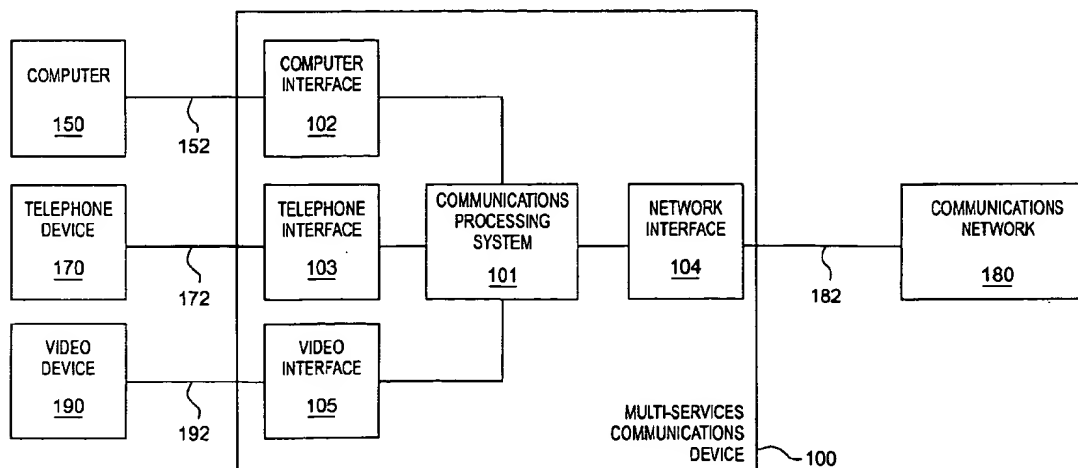 COMPUTER
150
152
COMPUTER
INTERFACE
102
TELEPHONE
DEVICE
170
172
TELEPHONE
INTERFACE
103
COMMUNICATIONS
PROCESSING
SYSTEM
101
NETWORK
INTERFACE
104
182
COMMUNICATIONS
NETWORK
180
VIDEO
DEVICE
190
192
VIDEO
INTERFACE
105
MULTI-SERVICES
COMMUNICATIONS
DEVICE
100